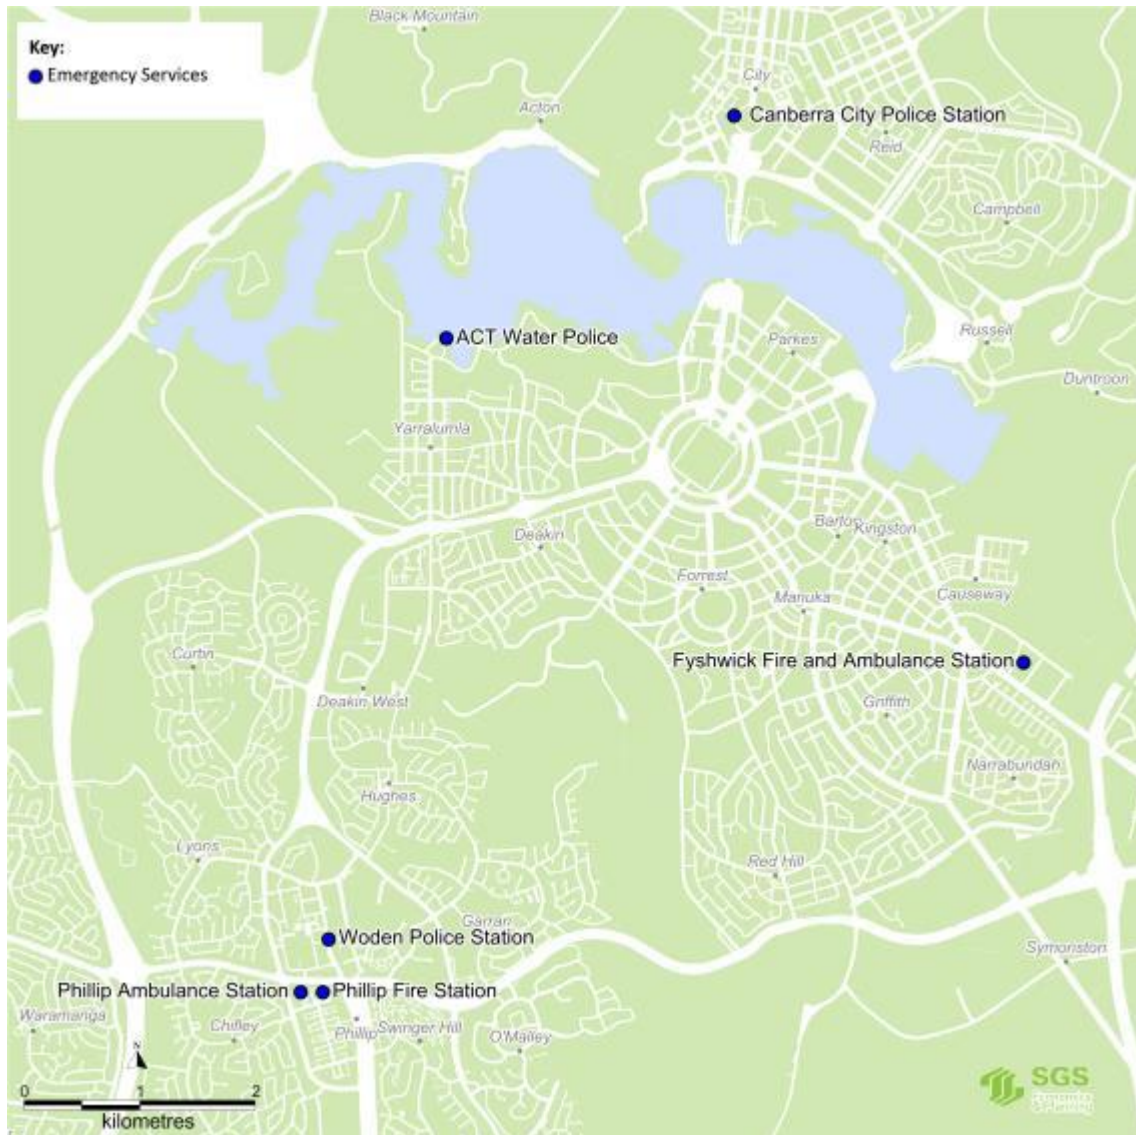 Black Mountain
Key:
Emergency Services
City
Acton
Canberra City Police Station
Reid
Campbell
ACT Water Police
Parkes
Russell
Duntroon
Yarralumla
Deakin
Barton
Kingston
Forrest
Manuka
Causeway
Curtin
Fyshwick Fire and Ambulance Station
Deakin West
Griffith
Narrabundah
Hughes
Lyons
Red Hill
Garran
Woden Police Station
Symonston
Phillip Ambulance Station
Phillip Fire Station
Waramanga
Chifley
Phillip
Swinger Hill
O'Malley
N
0 1 2
kilometres
SGS
Economics
& Planning